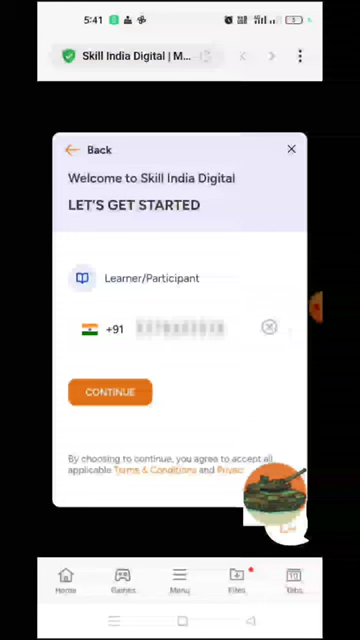 5:41
Skill India Digital | M...
Back
Welcome to Skill India Digital
LET'S GET STARTED
Learner/Participant
+91
CONTINUE
By choosing to continue, you agree to accept all
applicable Terms & Conditions and Privac
Home Games Menu Files Tabs